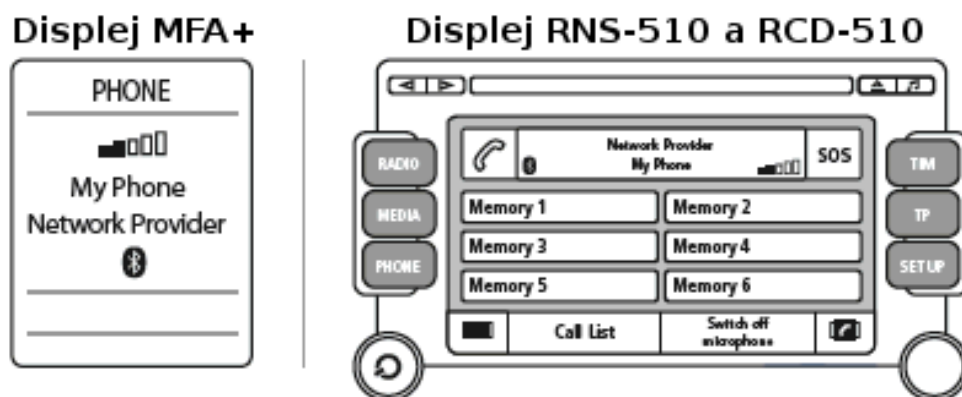 Displej MFA+
PHONE
My Phone
Network Provider
Displej RNS-510 a RCD-510
RADIO
MEDIA
PHONE
Network Provider
My Phone
SOS
Memory 1
Memory 2
Memory 3
Memory 4
Memory 5
Memory 6
Call List
Switch off
microphone
TIM
TP
SETUP